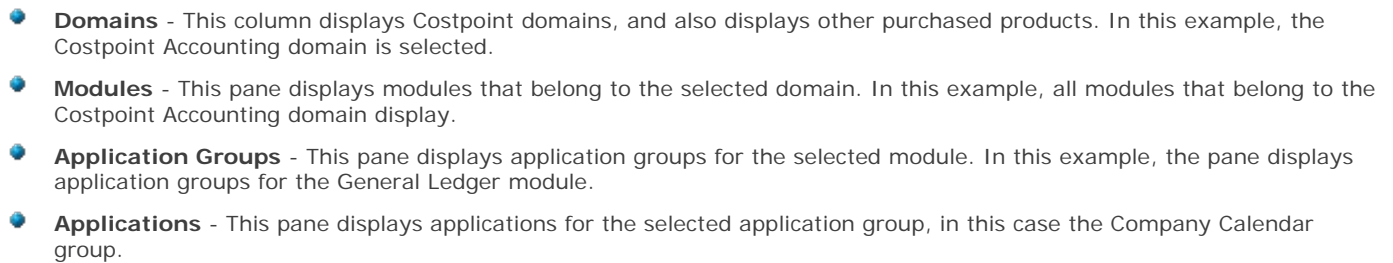 Domains - This column displays Costpoint domains, and also displays other purchased products. In this example, the
Costpoint Accounting domain is selected.
Modules - This pane displays modules that belong to the selected domain. In this example, all modules that belong to the
Costpoint Accounting domain display.
Application Groups - This pane displays application groups for the selected module. In this example, the pane displays
application groups for the General Ledger module.
Applications - This pane displays applications for the selected application group, in this case the Company Calendar
group.